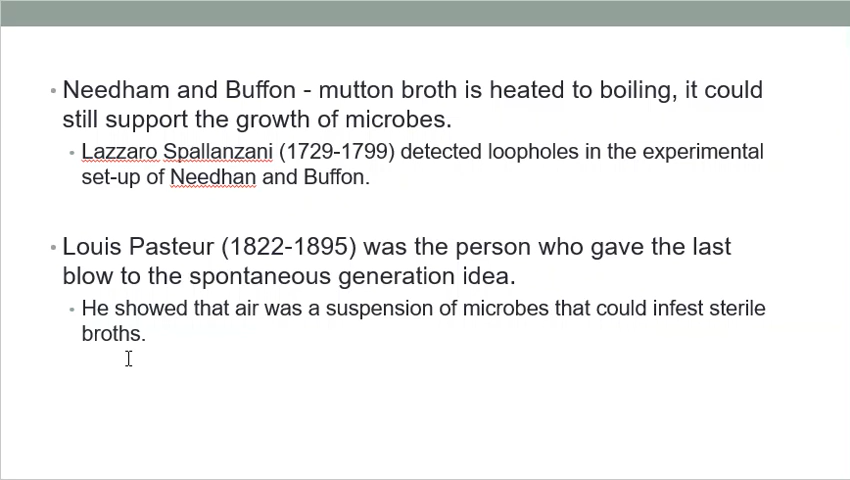 Needham and Buffon - mutton broth is heated to boiling, it could
still support the growth of microbes.
Lazzaro Spallanzani (1729-1799) detected loopholes in the experimental
set-up of Needhan and Buffon.
Louis Pasteur (1822-1895) was the person who gave the last
blow to the spontaneous generation idea.
He showed that air was a suspension of microbes that could infest sterile
broths.